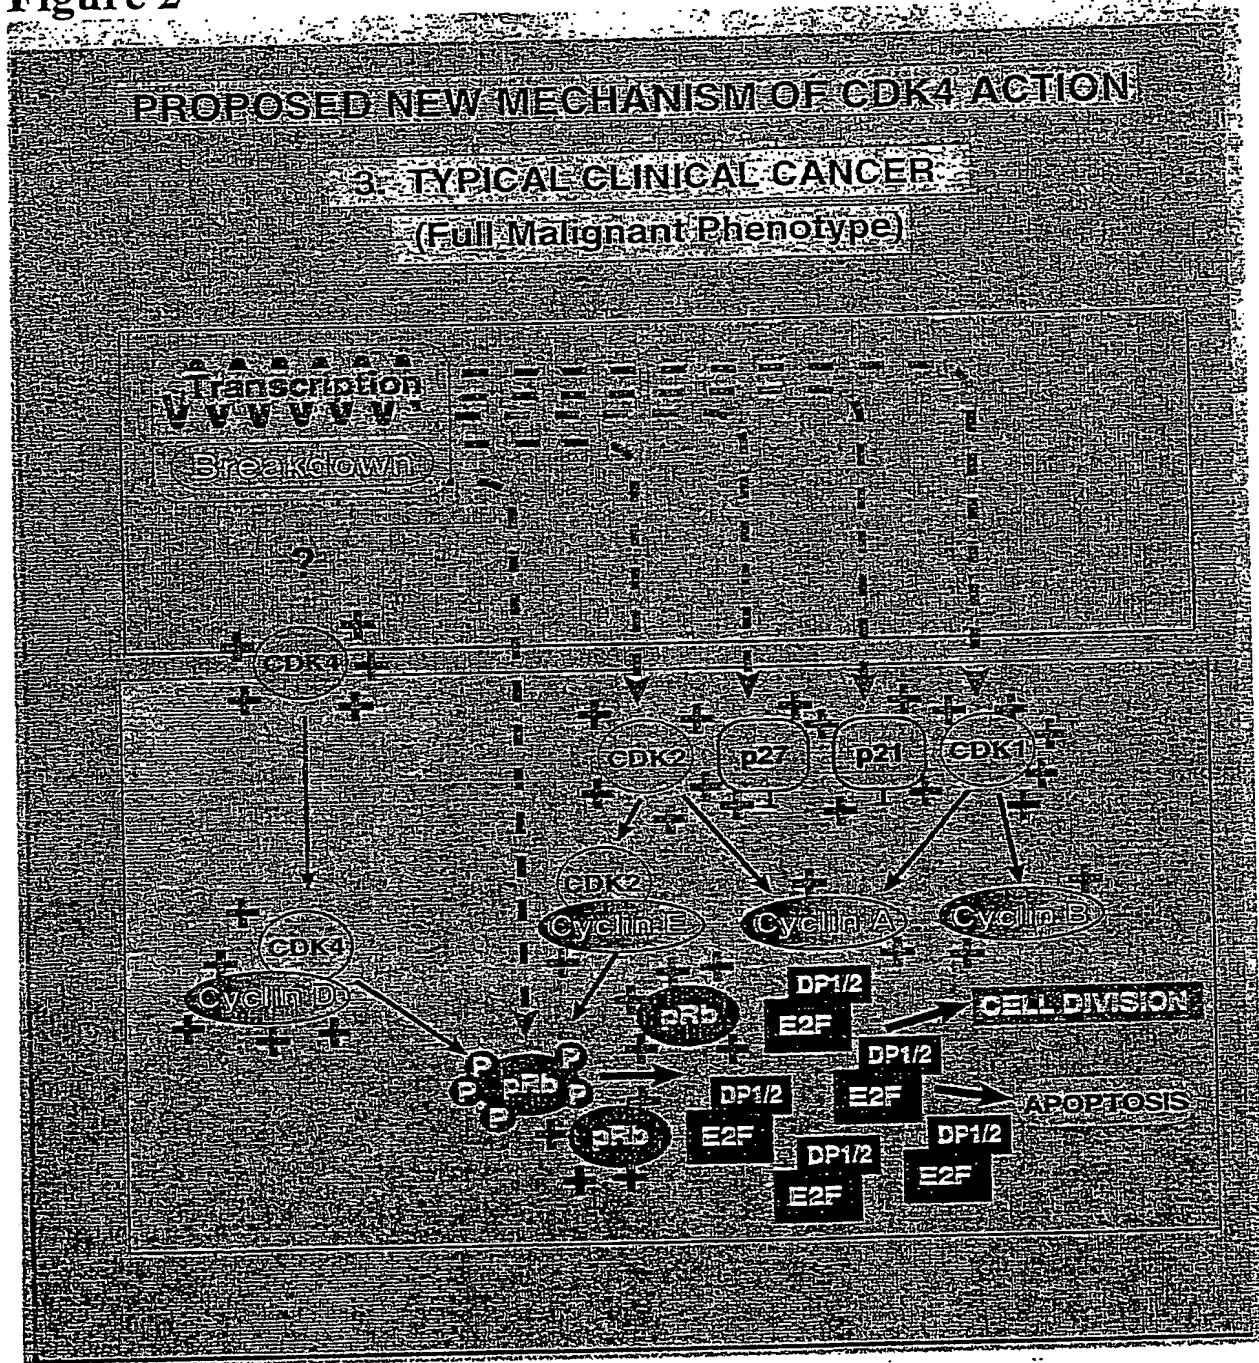 Figure 2
PROPOSED NEW MECHANISM OF CDK4 ACTION
3. TYPICAL CLINICAL CANCER
(Full Malignant Phenotype)
Transcription
Breakdown
?
CDK4
CDK2
p27
p21
CDK1
CDK2
Cyclin E
Cyclin A
Cyclin B
CDK4
Cyclin D
DP1/2
E2F
pRb
CELL DIVISION
DP1/2
E2F
P
P
P
P
P
pRb
DP1/2
E2F
APOPTOSIS
pRb
DP1/2
E2F
DP1/2
E2F